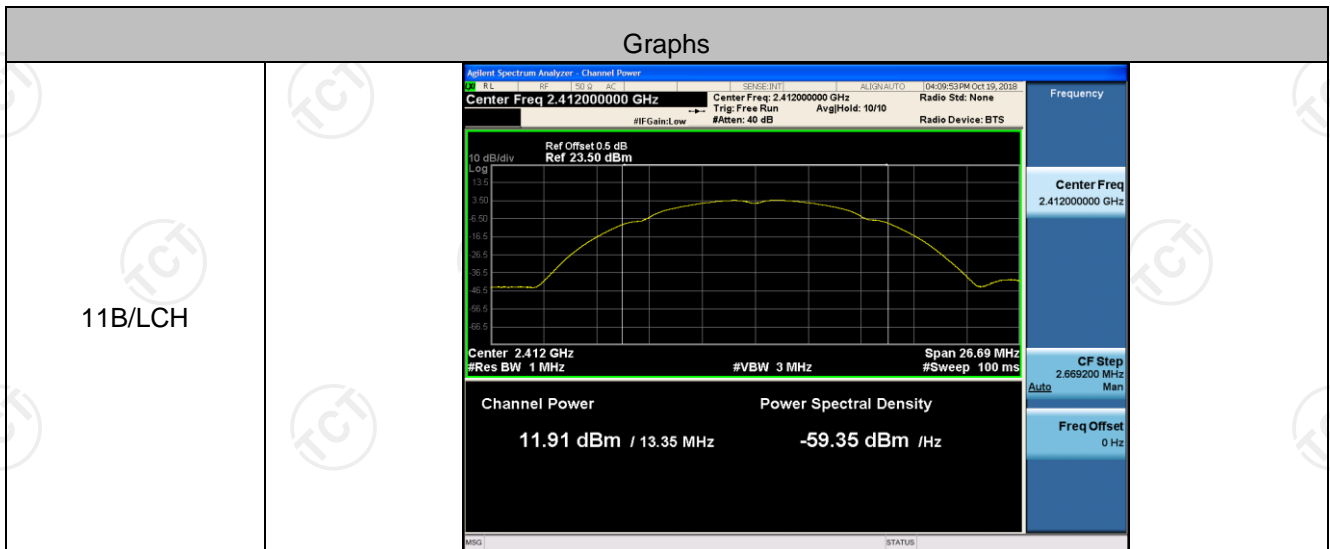 Graphs
11B/LCH
Agilent Spectrum Analyzer - Channel Power
RL RF 50 Ω AC SENSE:INT ALIGNAUTO 04:09:53PM Oct 19, 2018
Center Freq 2.412000000 GHz
Center Freq: 2.412000000 GHz
Radio Std: None
Trig: Free Run Avg|Hold: 10/10
#IFGain:Low #Atten: 40 dB Radio Device: BTS
Ref Offset 0.5 dB
10 dB/div Ref 23.50 dBm
Log
13.5
3.50
-6.50
-16.5
-26.5
-36.5
-46.5
-56.5
-66.5
Center 2.412 GHz Span 26.69 MHz
#Res BW 1 MHz #VBW 3 MHz #Sweep 100 ms
Channel Power Power Spectral Density
11.91 dBm / 13.35 MHz -59.35 dBm /Hz
MSG STATUS
Frequency
Center Freq
2.412000000 GHz
CF Step
2.669200 MHz
Auto Man
Freq Offset
0 Hz
TCT
TCT
TCT
TCT